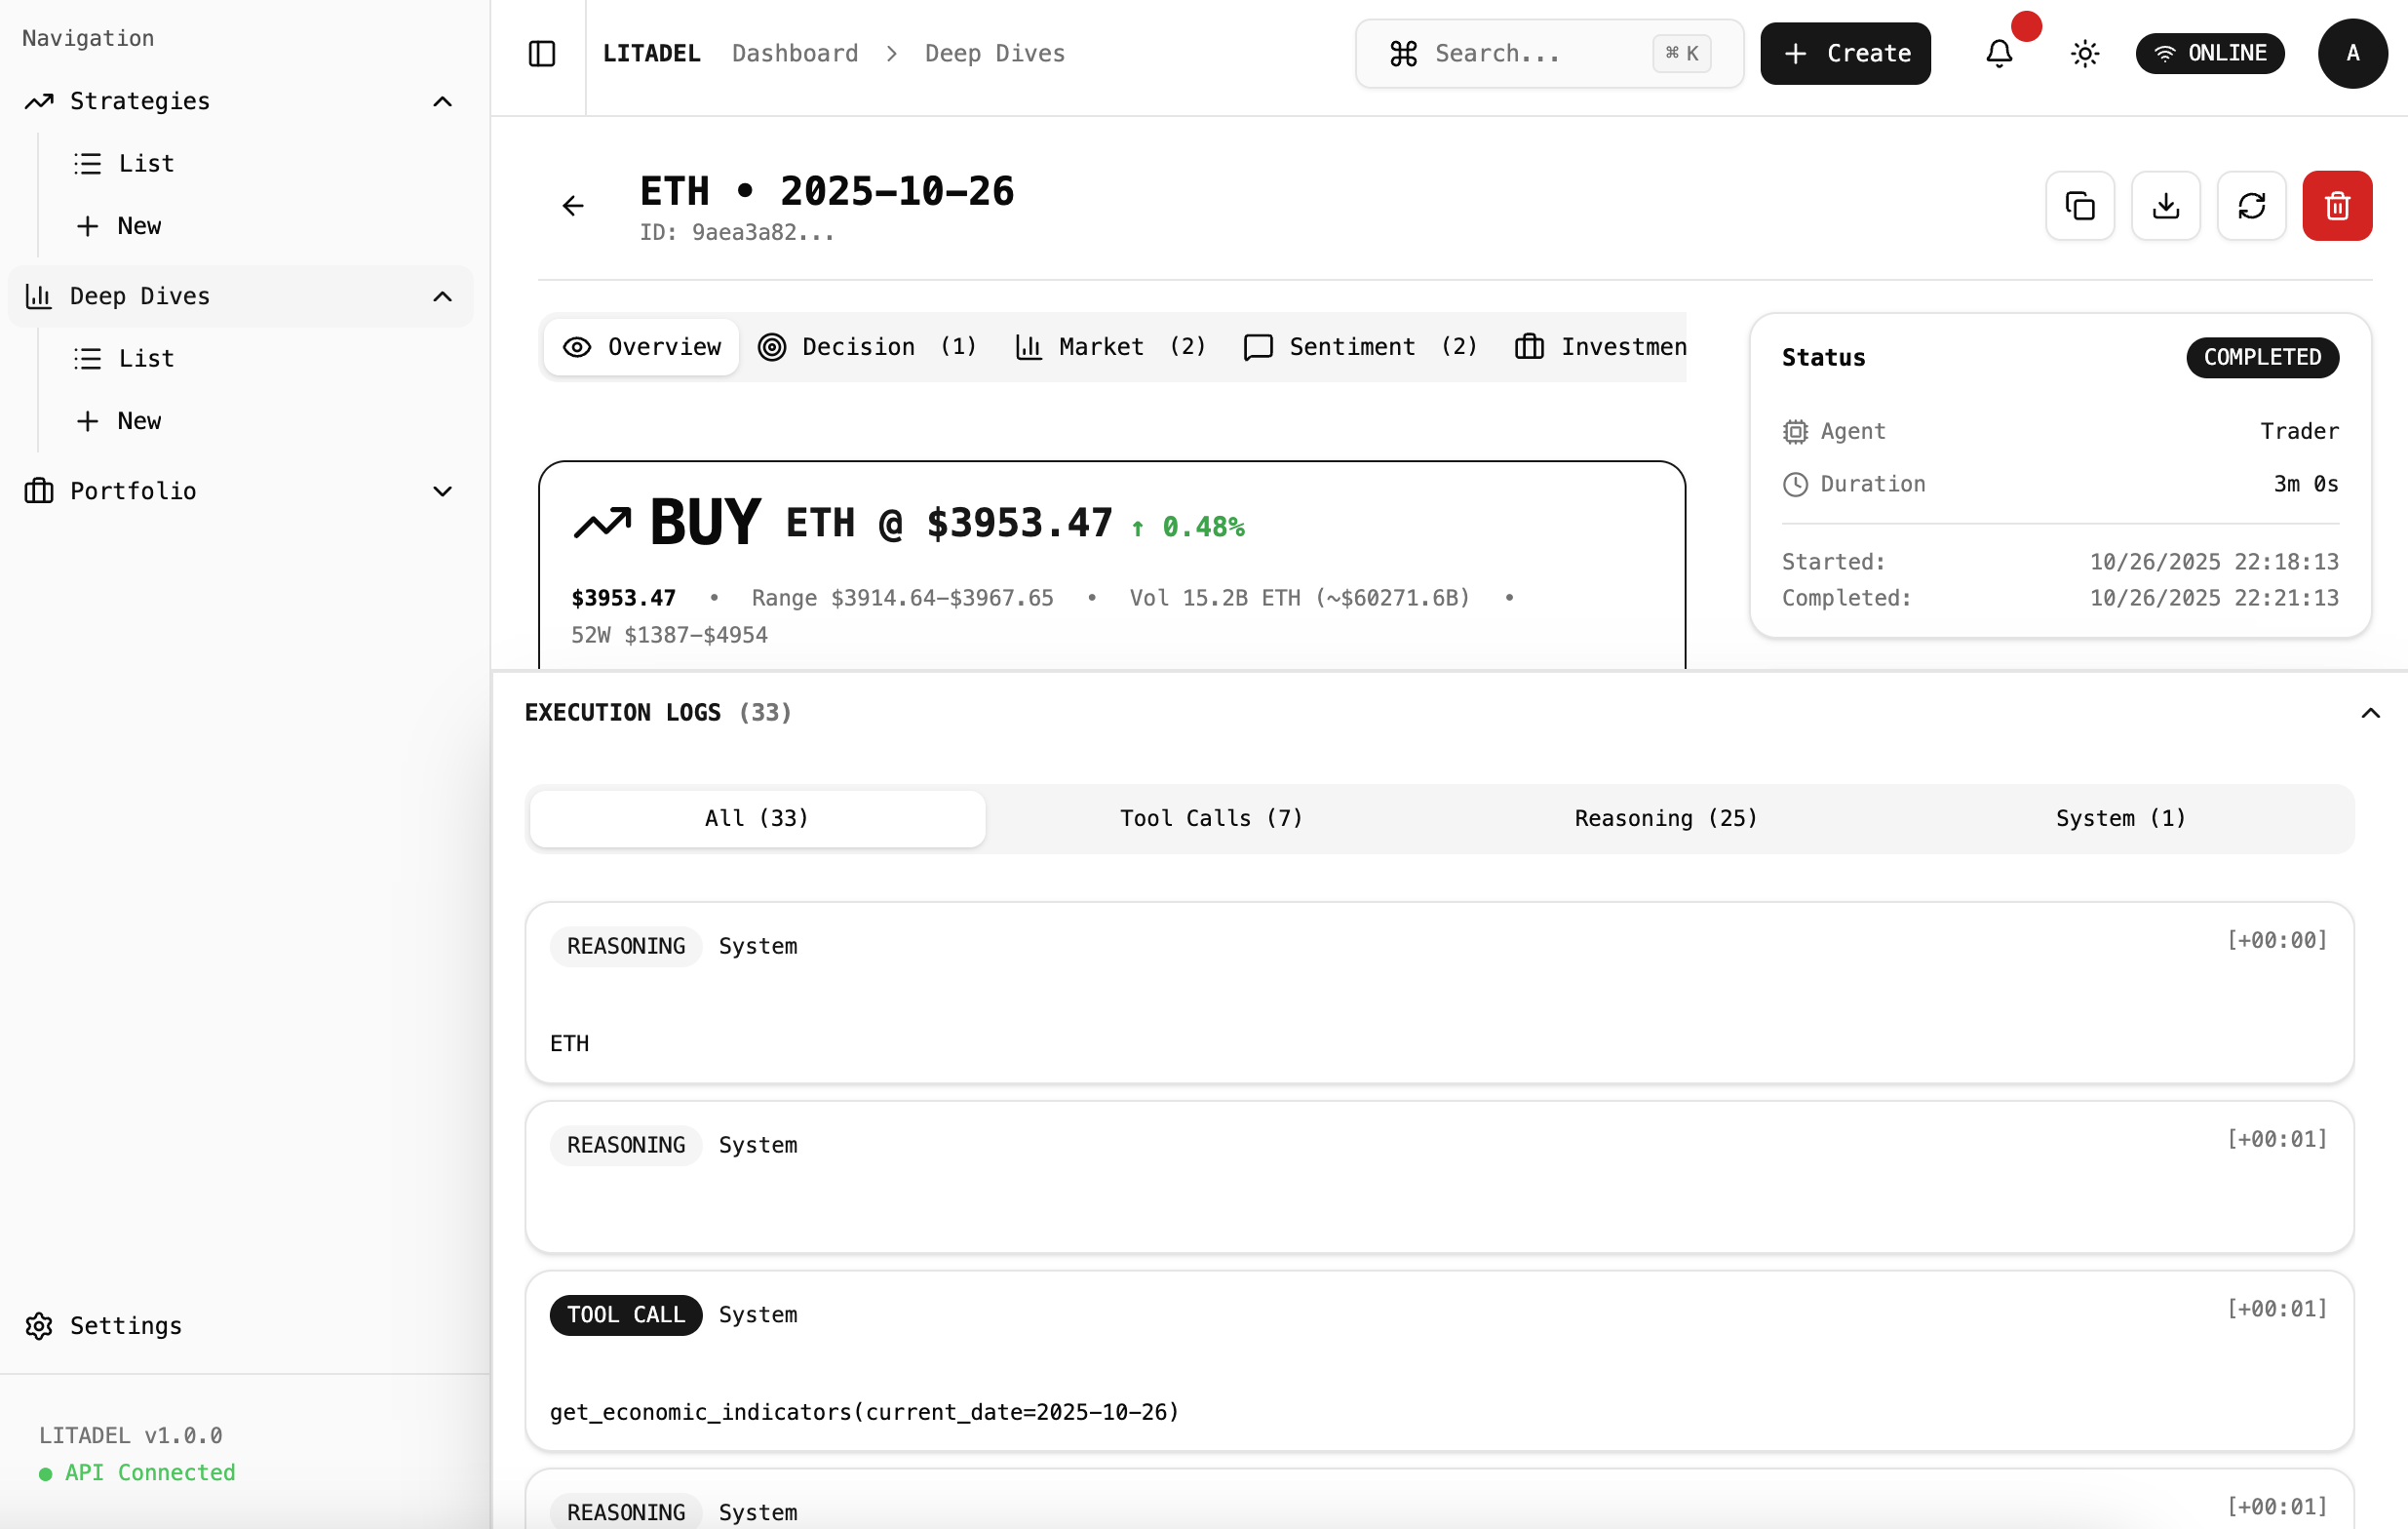 Navigation
Strategies
List
New
Deep Dives
List
New
Portfolio
Settings
LITADEL v1.0.0
API Connected
LITADEL Dashboard > Deep Dives
Search... ⌘ K
Create
ONLINE
A
ETH • 2025-10-26
ID: 9aea3a82...
Overview Decision (1) Market (2) Sentiment (2) Investmen
BUY ETH @ $3953.47 ↑ 0.48%
$3953.47 • Range $3914.64-$3967.65 • Vol 15.2B ETH (~$60271.6B) •
52W $1387-$4954
Status COMPLETED
Agent Trader
Duration 3m 0s
Started: 10/26/2025 22:18:13
Completed: 10/26/2025 22:21:13
EXECUTION LOGS (33)
All (33) Tool Calls (7) Reasoning (25) System (1)
REASONING System [+00:00]
ETH
REASONING System [+00:01]
TOOL CALL System [+00:01]
get_economic_indicators(current_date=2025-10-26)
REASONING System [+00:01]